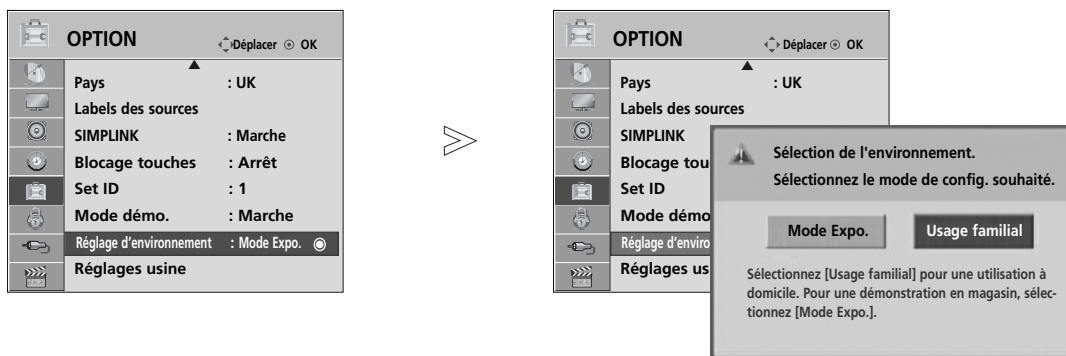 OPTION
Déplacer OK
Pays : UK
Labels des sources
SIMPLINK : Marche
Blocage touches : Arrêt
Set ID : 1
Mode démo. : Marche
Réglage d’environnement : Mode Expo.
Réglages usine
OPTION
Déplacer OK
Pays : UK
Labels des sources
SIMPLINK
Blocage tou
Set ID
Mode démo
Réglage d’enviro
Réglages us
Sélection de l'environnement.
Sélectionnez le mode de config. souhaité.
Mode Expo. Usage familial
Sélectionnez [Usage familial] pour une utilisation à
domicile. Pour une démonstration en magasin, sélec-
tionnez [Mode Expo.].